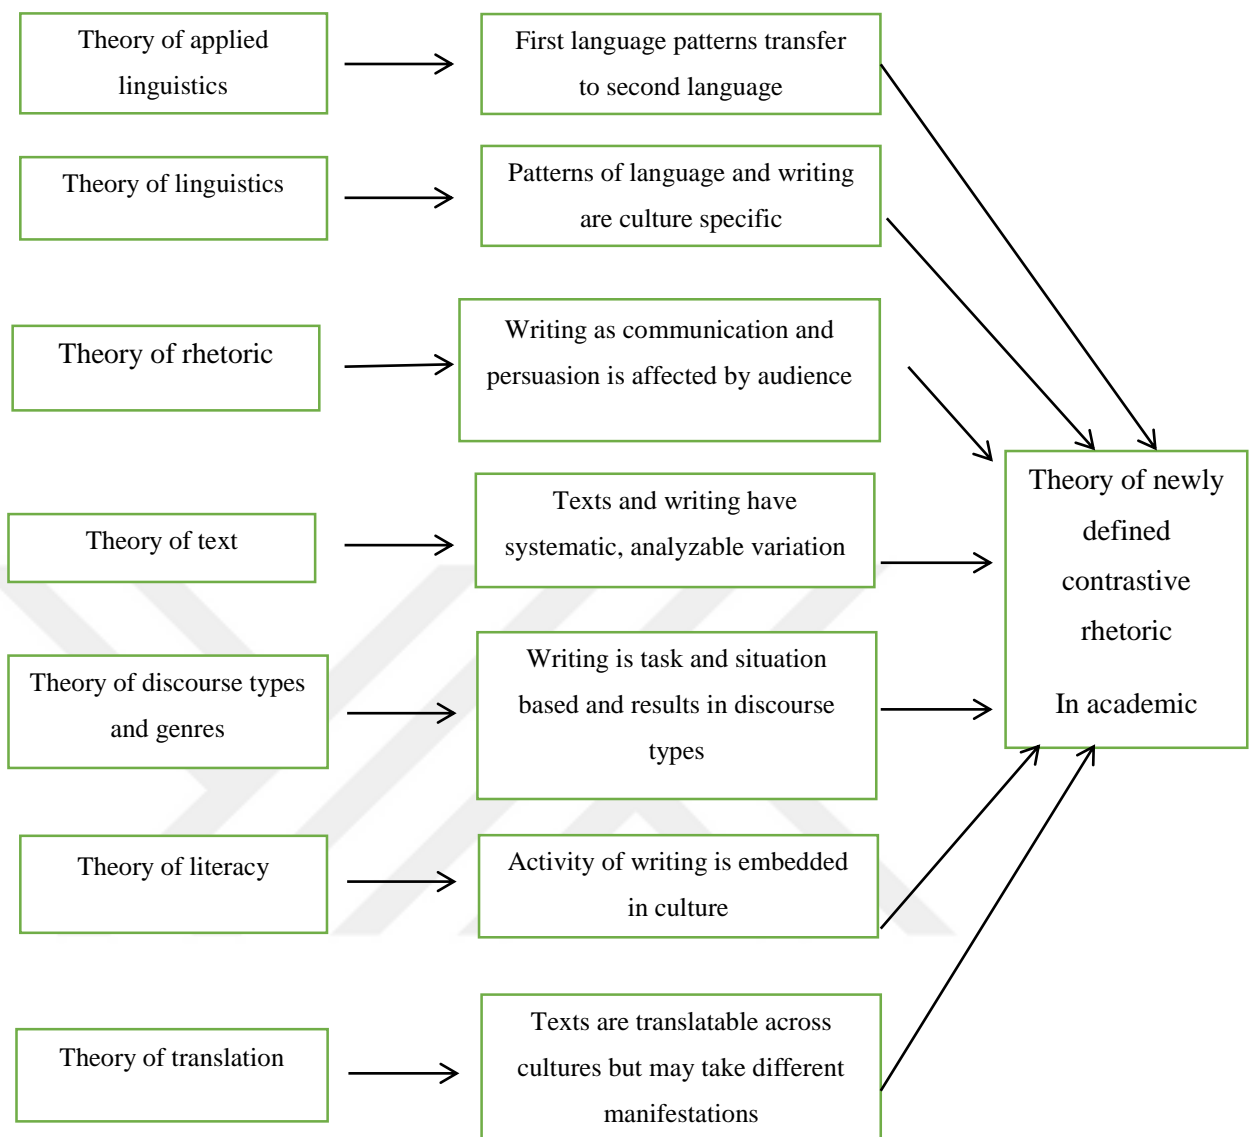 Theory of applied
linguistics
First language patterns transfer
to second language
Theory of linguistics
Patterns of language and writing
are culture specific
Theory of rhetoric
Writing as communication and
persuasion is affected by audience
Theory of text
Texts and writing have
systematic, analyzable variation
Theory of discourse types
and genres
Writing is task and situation
based and results in discourse
types
Theory of literacy
Activity of writing is embedded
in culture
Theory of translation
Texts are translatable across
cultures but may take different
manifestations
Theory of newly
defined
contrastive
rhetoric
In academic